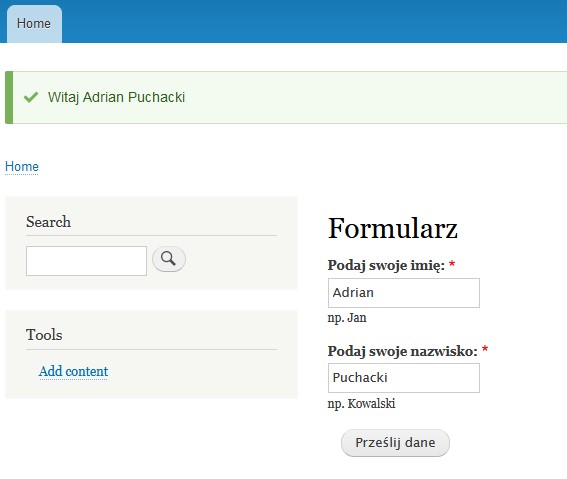 Home
Witaj Adrian Puchacki
Home
Search
Tools
Add content
Formularz
Podaj swoje imię: *
Adrian
np. Jan
Podaj swoje nazwisko: *
Puchacki
np. Kowalski
Prześlij dane